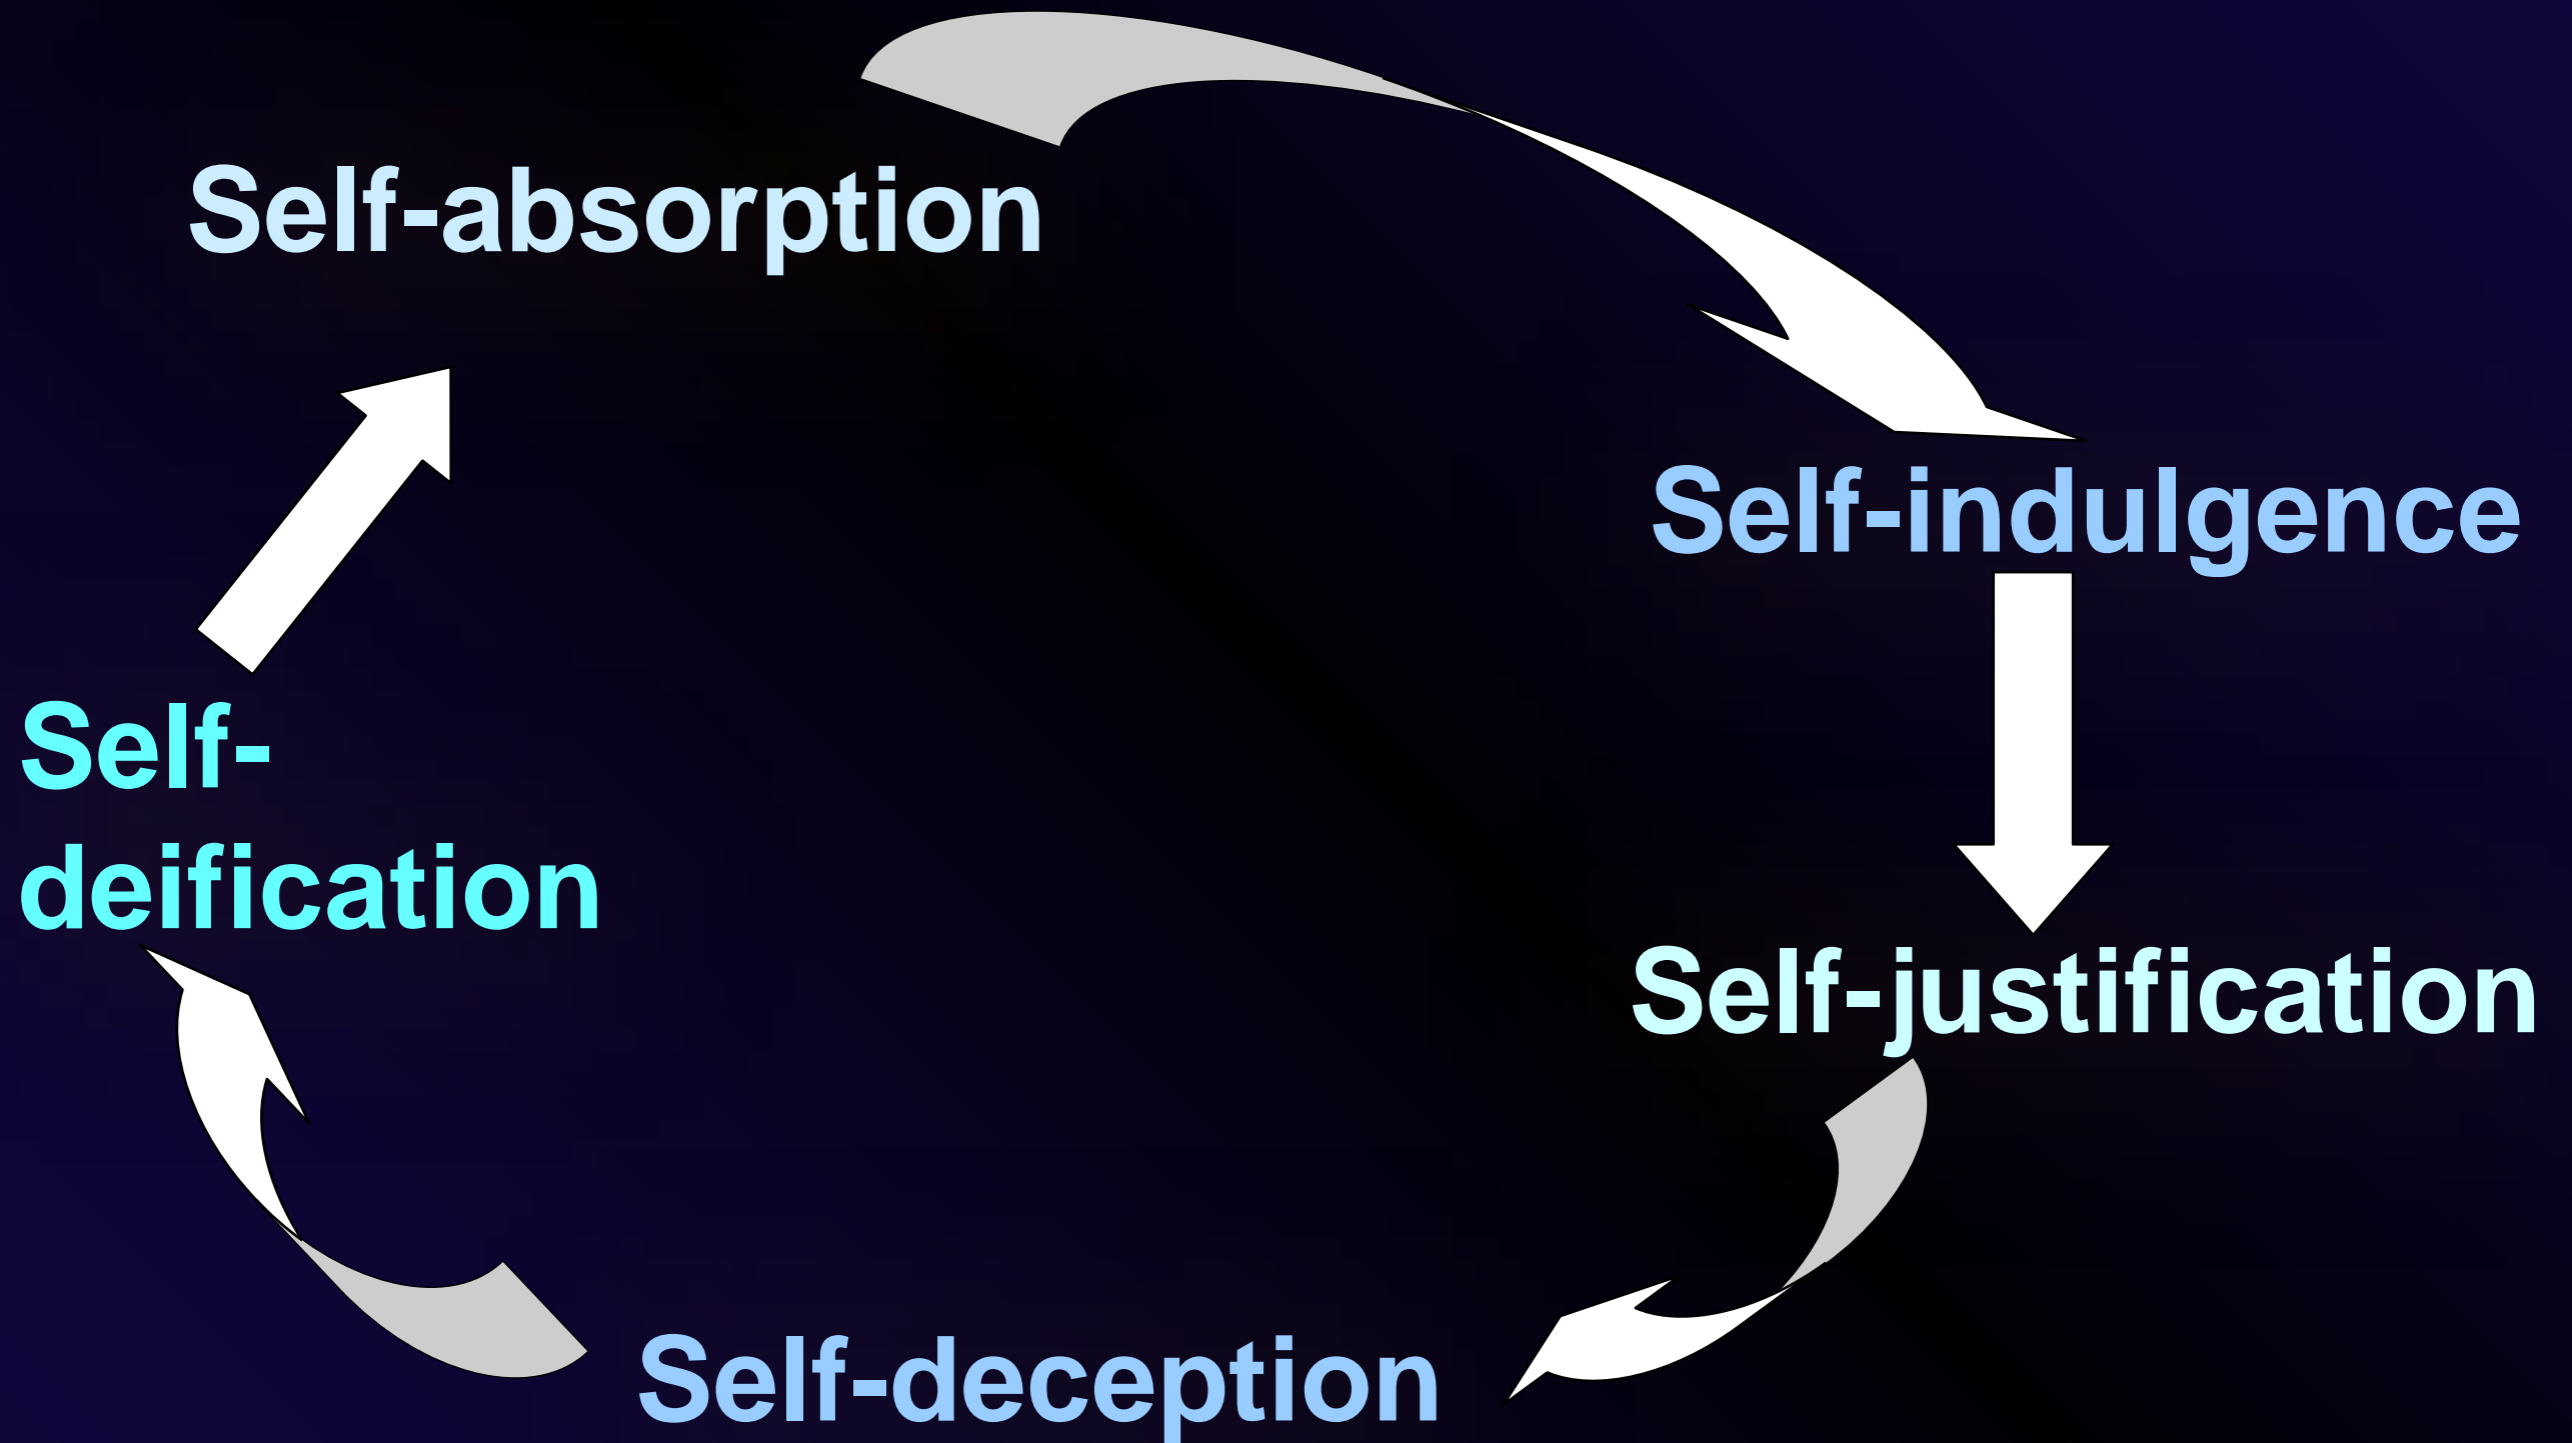 Self-absorption
Self-indulgence
Self-
deification
Self-justification
Self-deception